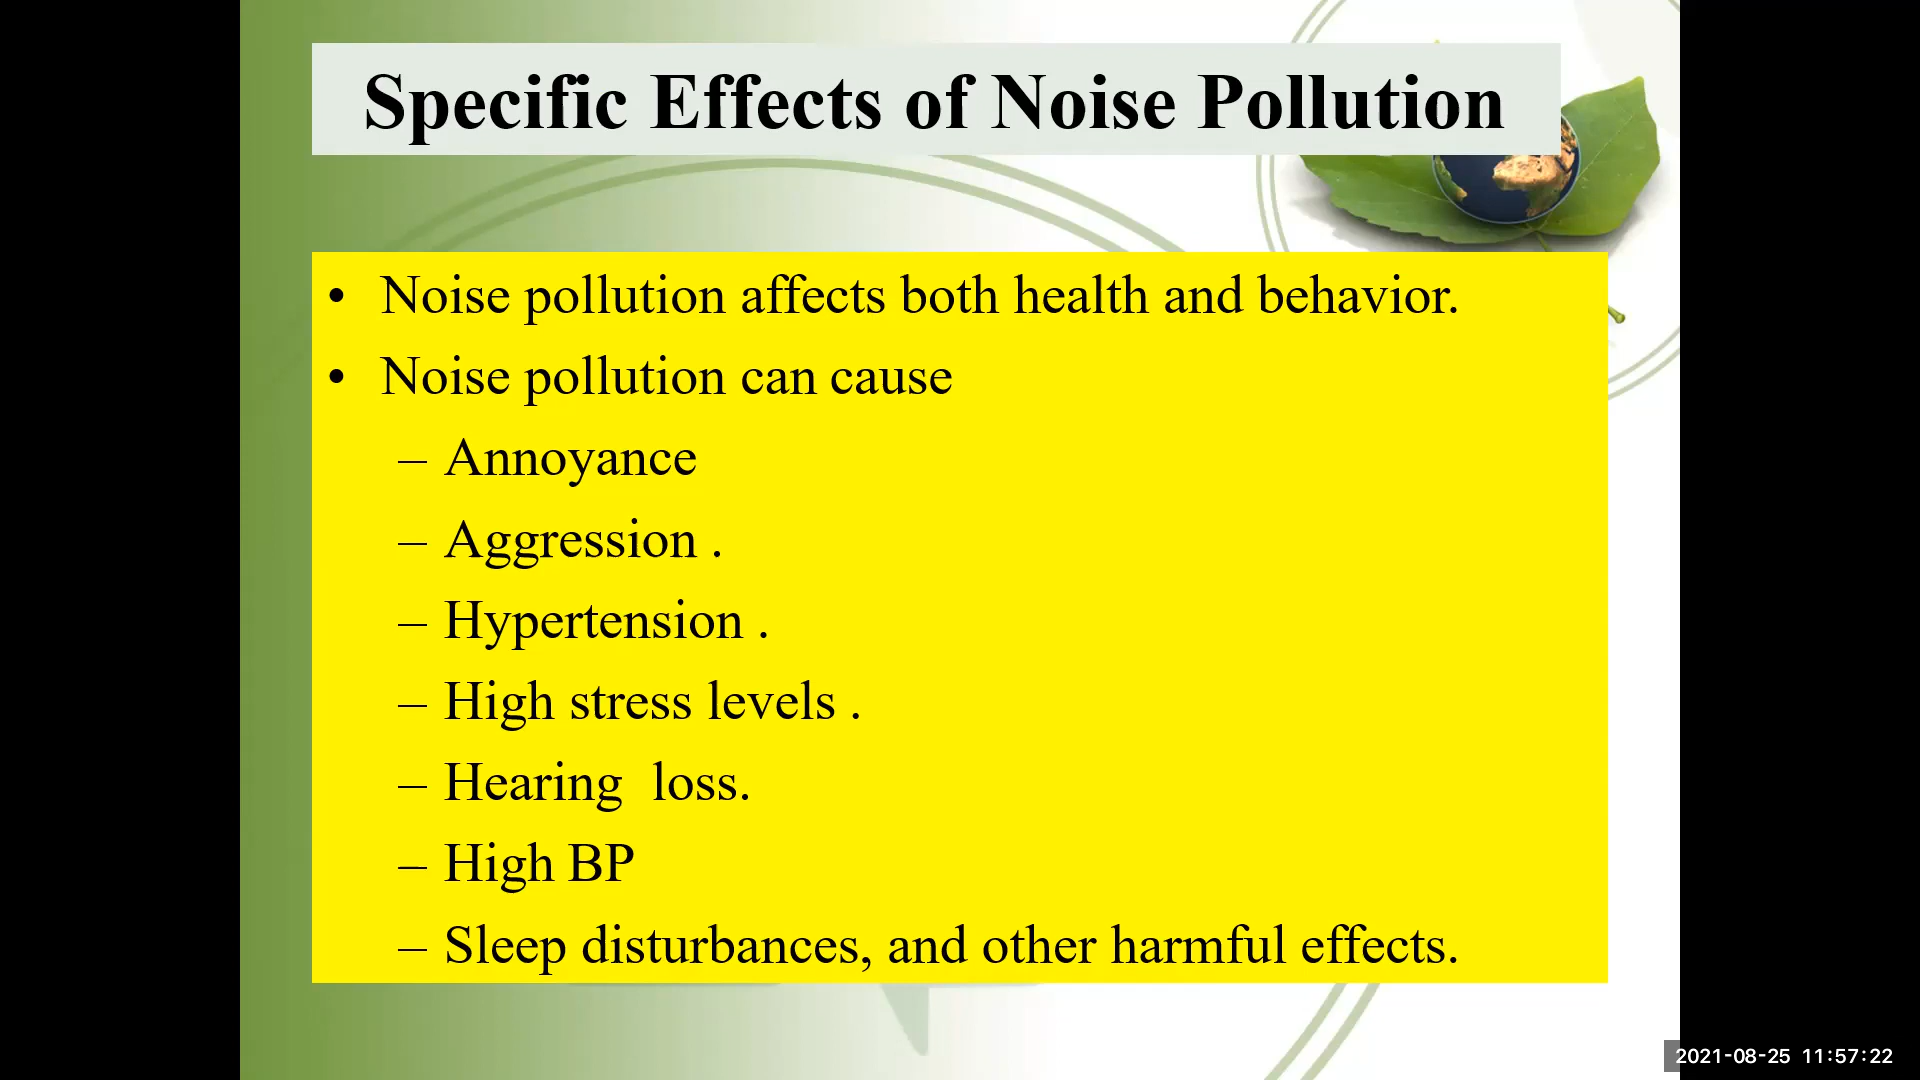 Specific Effects of Noise Pollution
• Noise pollution affects both health and behavior.
• Noise pollution can cause
– Annoyance
– Aggression .
– Hypertension .
– High stress levels .
– Hearing  loss.
– High BP
– Sleep disturbances, and other harmful effects.
2021-08-25 11:57:22